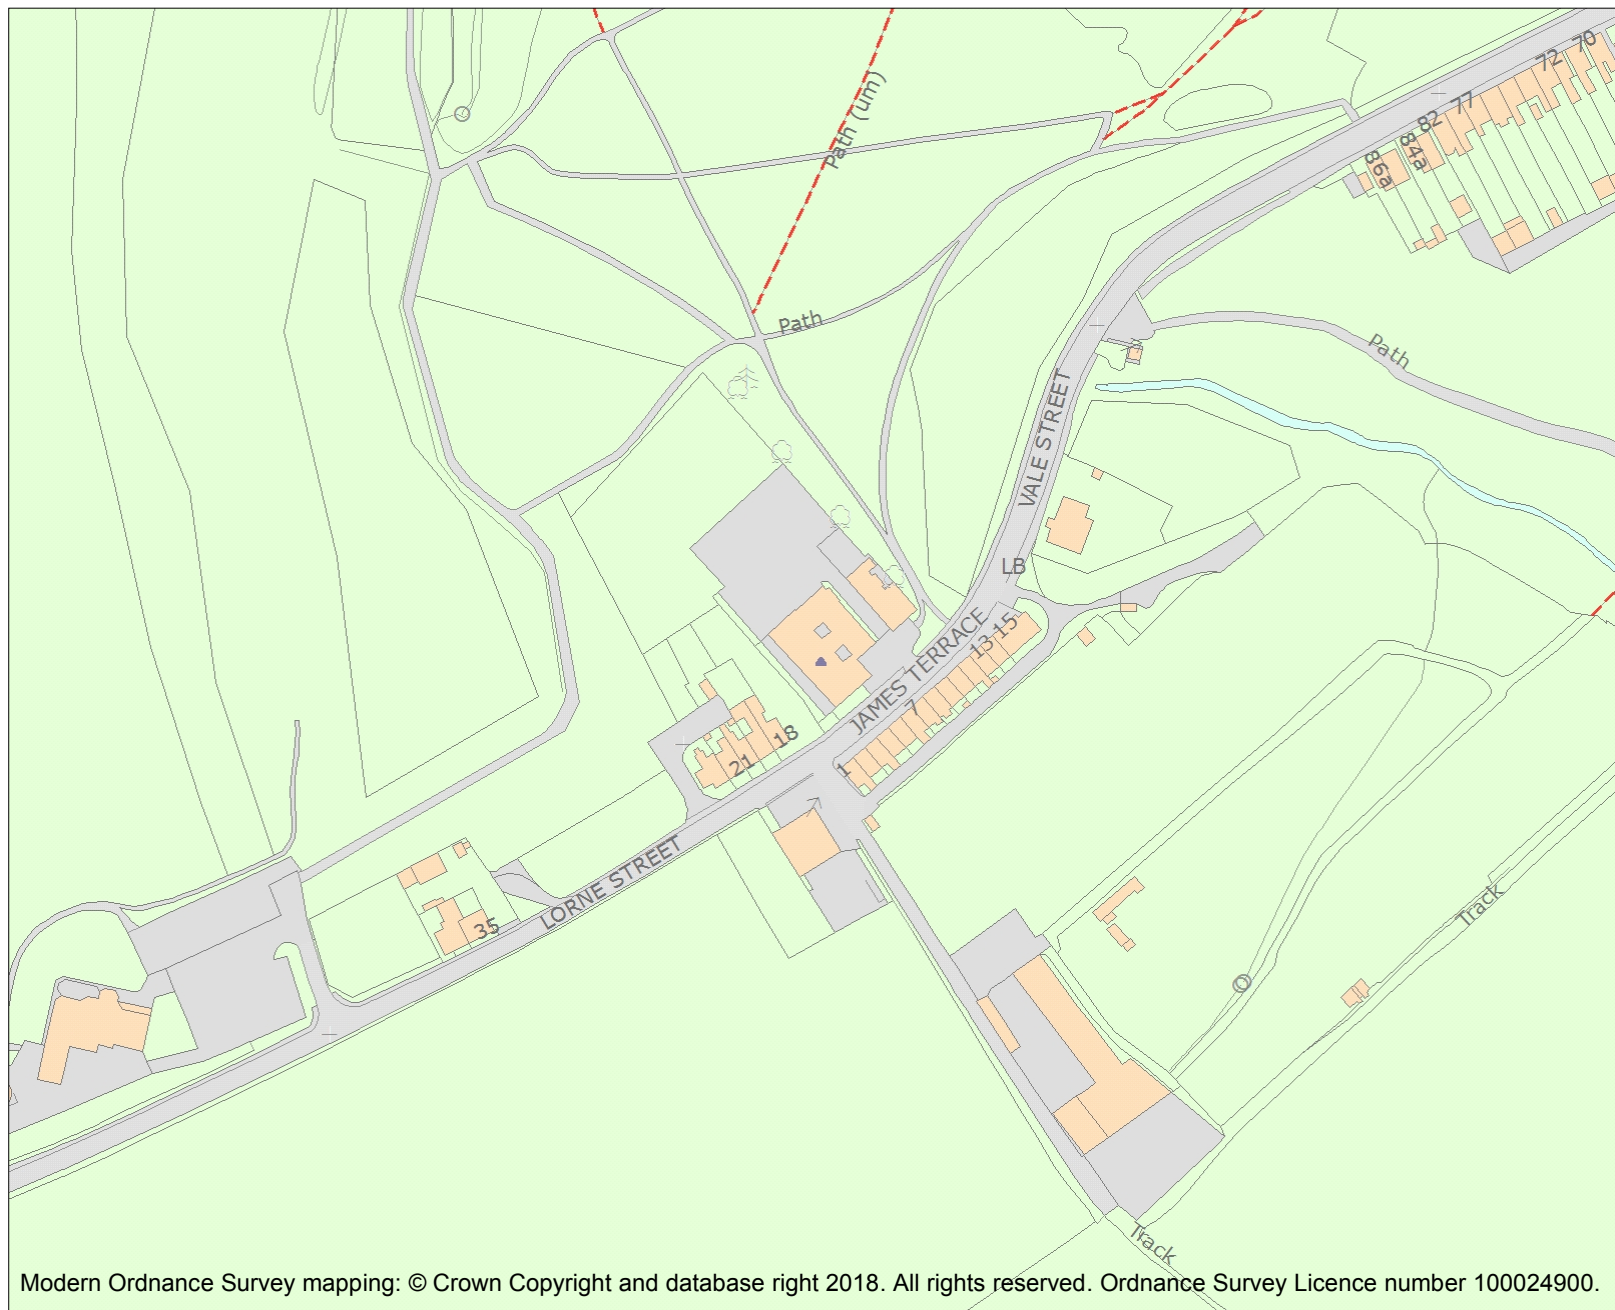 70
72
77
82
84a
86a
Path (um)
Path
Path
VALE STREET
LB
13 15
JAMES TERRACE
7
18
21
1
LORNE STREET
35
Track
Track
Modern Ordnance Survey mapping: © Crown Copyright and database right 2018. All rights reserved. Ordnance Survey Licence number 100024900.